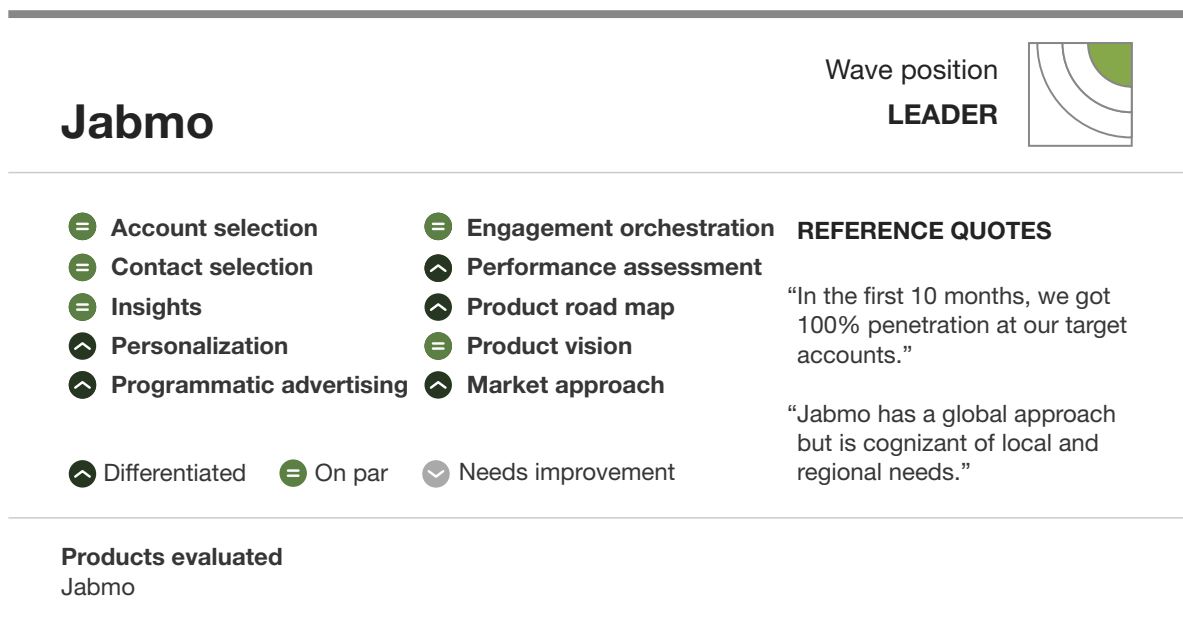 Wave position
LEADER
Jabmo
Account selection
Contact selection
Insights
Personalization
Programmatic advertising
Engagement orchestration
Performance assessment
Product road map
Product vision
Market approach
Differentiated
On par
Needs improvement
REFERENCE QUOTES
“In the first 10 months, we got
100% penetration at our target
accounts.”
“Jabmo has a global approach
but is cognizant of local and
regional needs.”
Products evaluated
Jabmo